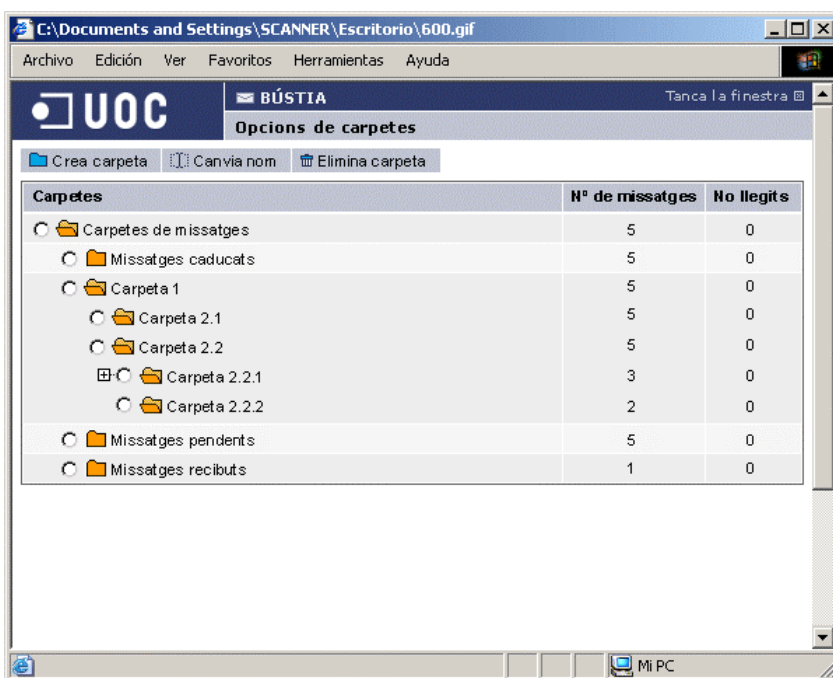 C:\Documents and Settings\SCANNER\Escritorio\600.gif
Archivo Edición Ver Favoritos Herramientas Ayuda
UOC BÚSTIA Tanca la finestra
Opcions de carpetes
Crea carpeta Canvia nom Elimina carpeta
Carpetes Nº de missatges No llegits
Carpetes de missatges 5 0
Missatges caducats 5 0
Carpeta 1 5 0
Carpeta 2.1 5 0
Carpeta 2.2 5 0
Carpeta 2.2.1 3 0
Carpeta 2.2.2 2 0
Missatges pendents 5 0
Missatges recibuts 1 0
Mi PC